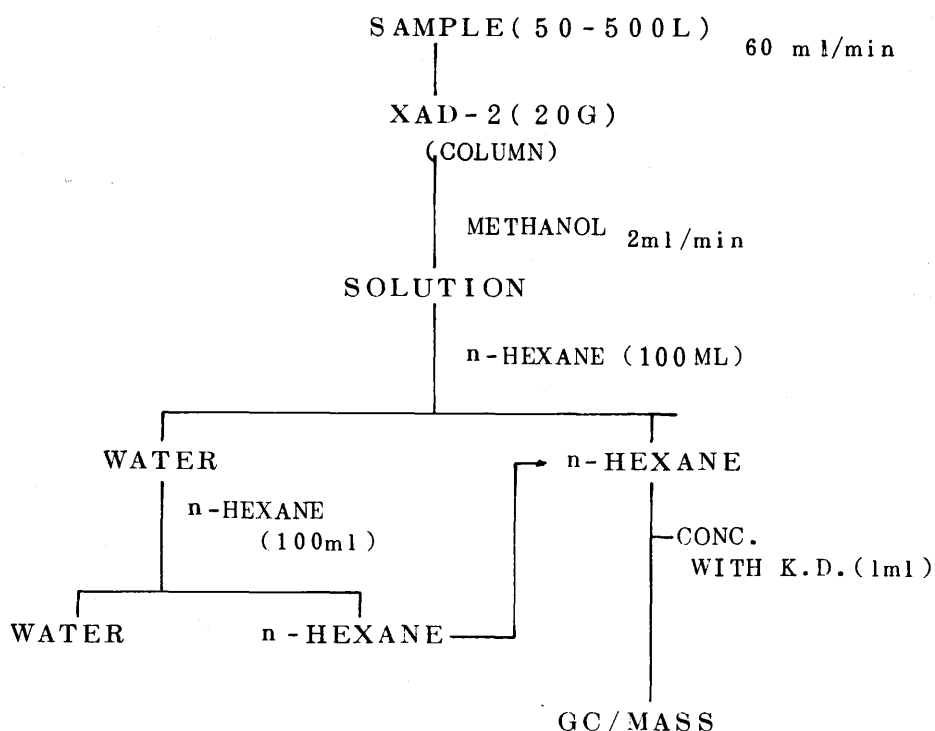 SAMPLE(50-500L)
60 ml/min
XAD-2(20G)
(COLUMN)
METHANOL 2ml/min
SOLUTION
n-HEXANE (100ML)
WATER
n-HEXANE
n-HEXANE
(100ml)
CONC.
WITH K.D.(1ml)
WATER
n-HEXANE
GC/MASS